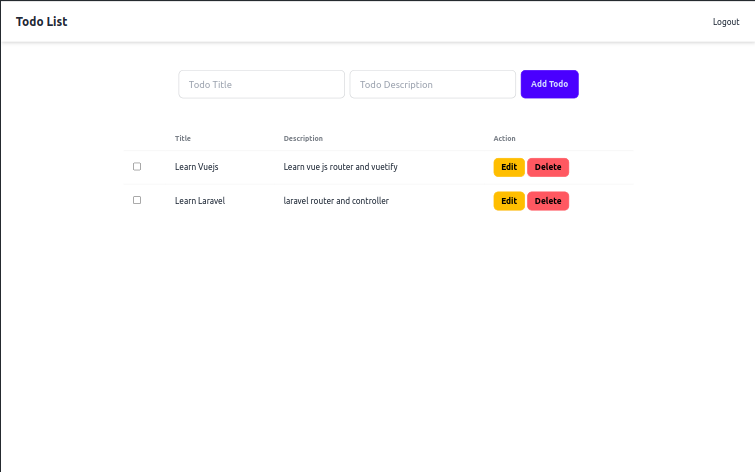 Todo List
Logout
Todo Title
Todo Description
Add Todo
Title Description Action
Learn Vuejs Learn vue js router and vuetify Edit Delete
Learn Laravel laravel router and controller Edit Delete